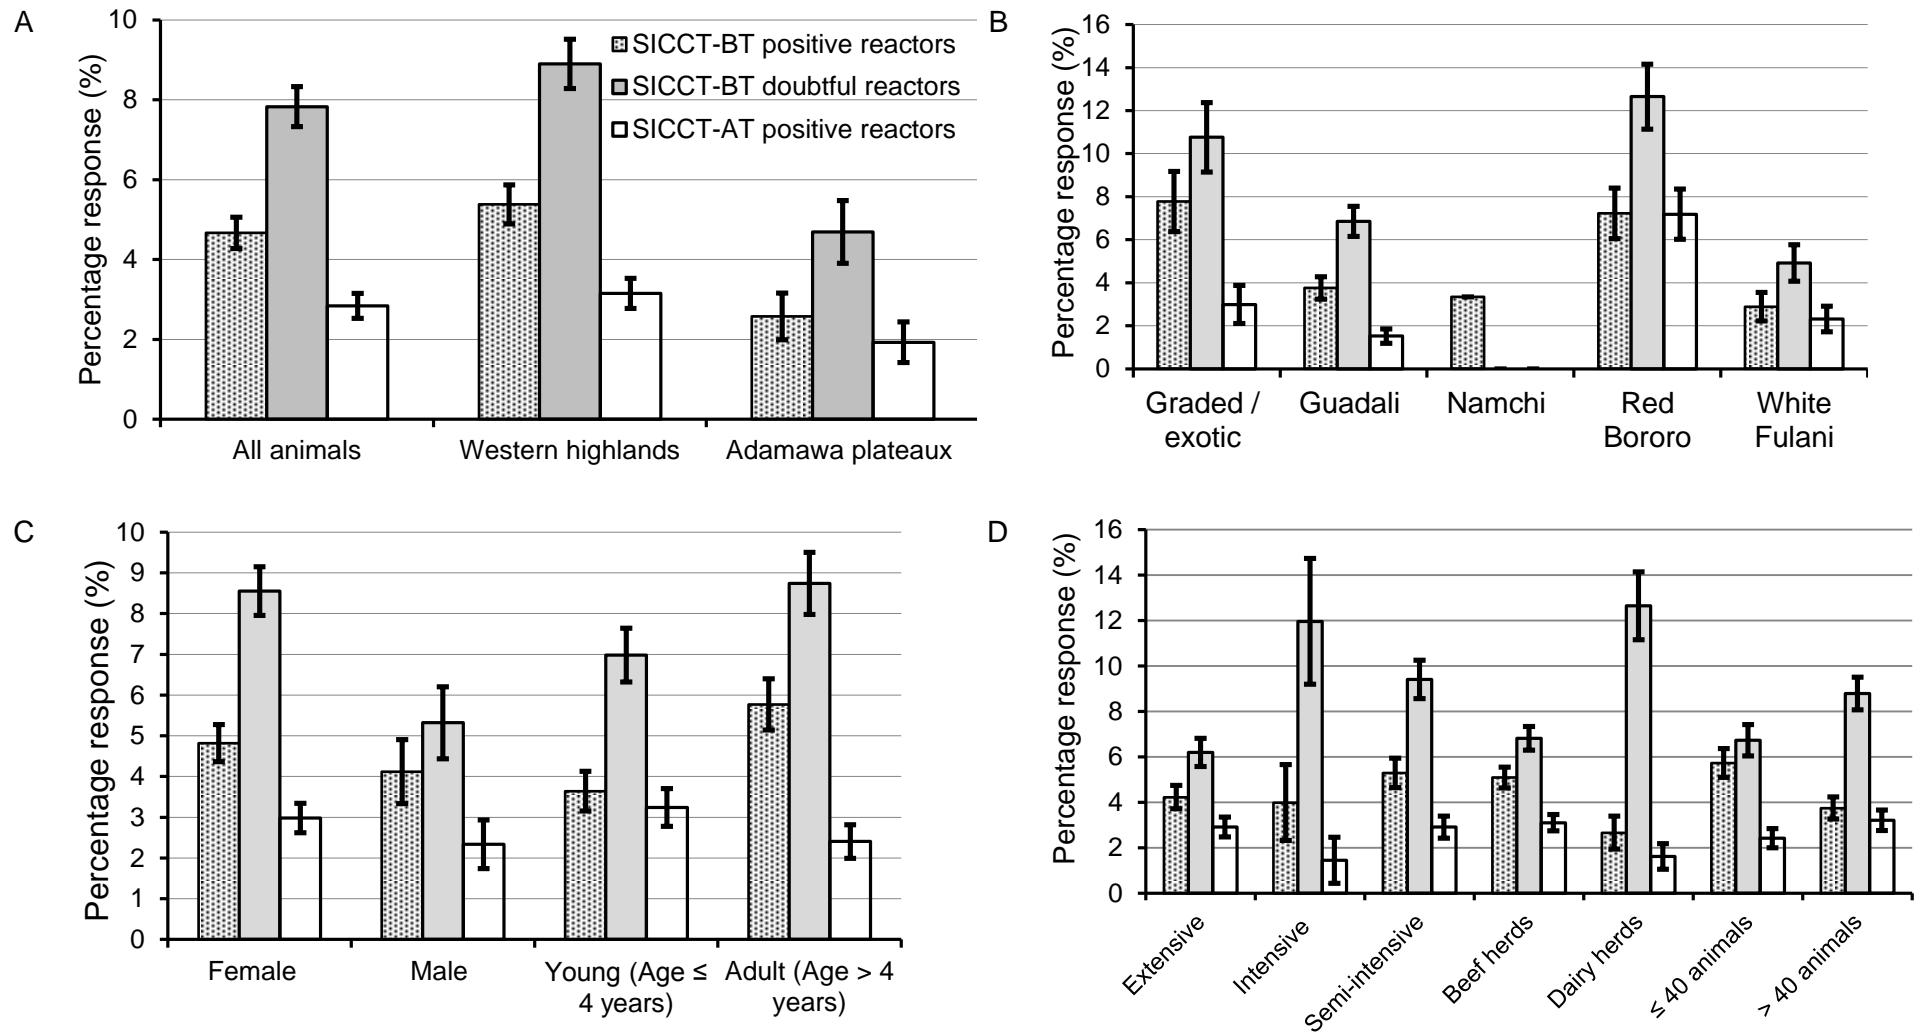 A
Percentage response (%)
10
8
6
4
2
0
SICCT-BT positive reactors
SICCT-BT doubtful reactors
SICCT-AT positive reactors
All animals
Western highlands
Adamawa plateaux
B
Percentage response (%)
16
14
12
10
8
6
4
2
0
Graded /
exotic
Guadali
Namchi
Red
Bororo
White
Fulani
C
Percentage response (%)
10
9
8
7
6
5
4
3
2
1
0
Female
Male
Young (Age ≤
4 years)
Adult (Age > 4
years)
D
Percentage response (%)
16
14
12
10
8
6
4
2
0
Extensive
Intensive
Semi-intensive
Beef herds
Dairy herds
≤ 40 animals
> 40 animals